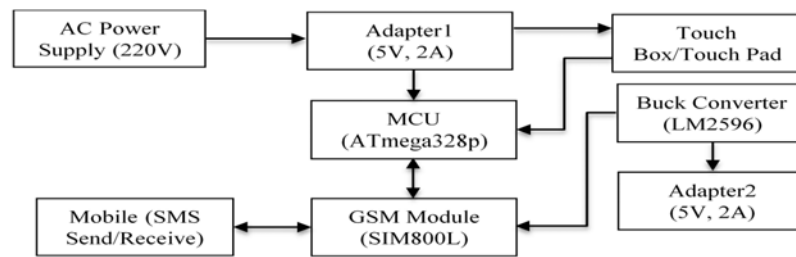 AC Power
Supply (220V)
Adapter1
(5V, 2A)
Touch
Box/Touch Pad
MCU
(ATmega328p)
Buck Converter
(LM2596)
Adapter2
(5V, 2A)
Mobile (SMS
Send/Receive)
GSM Module
(SIM800L)